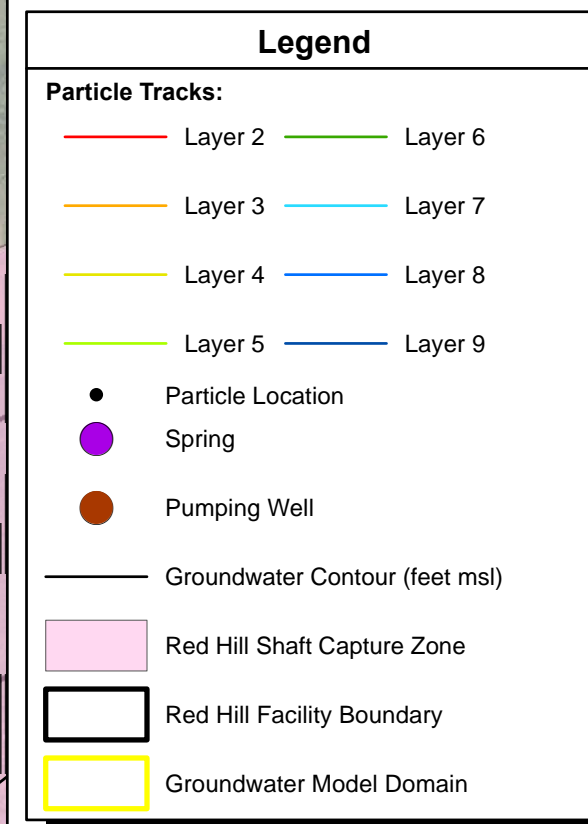 Legend
Particle Tracks:
Layer 2 Layer 6
Layer 3 Layer 7
Layer 4 Layer 8
Layer 5 Layer 9
Particle Location
Spring
Pumping Well
Groundwater Contour (feet msl)
Red Hill Shaft Capture Zone
Red Hill Facility Boundary
Groundwater Model Domain